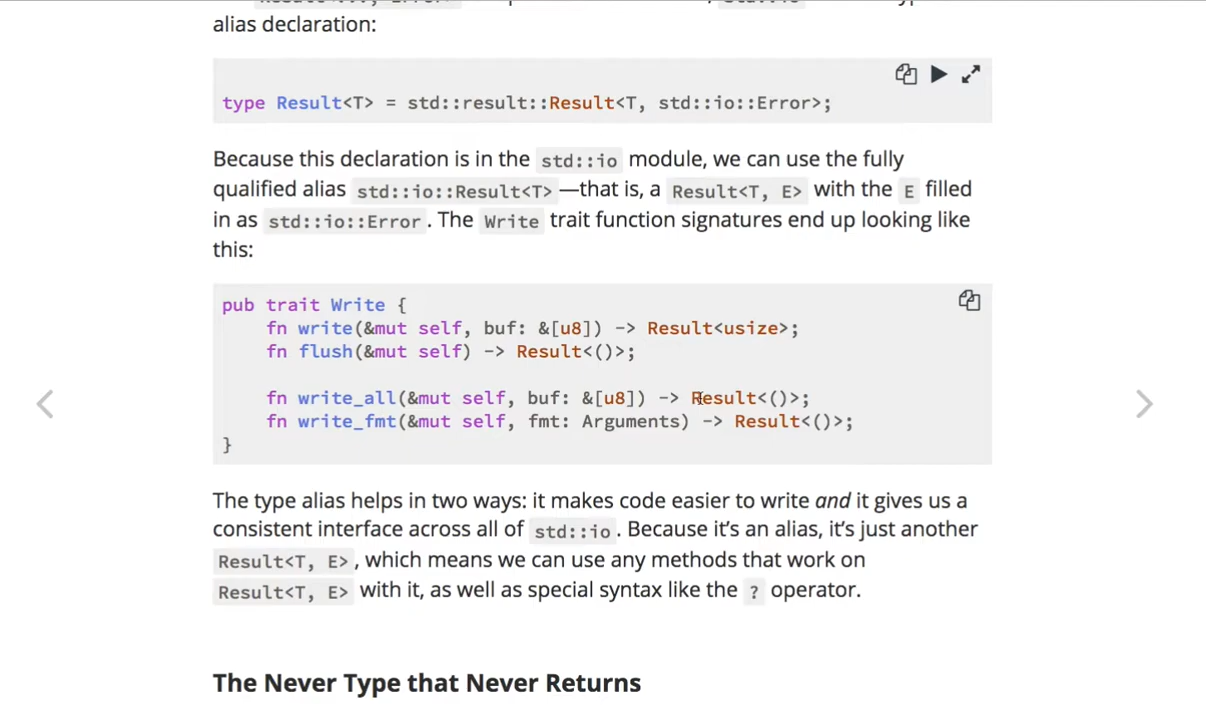 alias declaration:
type Result<T> = std::result::Result<T, std::io::Error>;
Because this declaration is in the std::io module, we can use the fully
qualified alias std::io::Result<T> —that is, a Result<T, E> with the E filled
in as std::io::Error . The Write trait function signatures end up looking like
this:
pub trait Write {
    fn write(&mut self, buf: &[u8]) -> Result<usize>;
    fn flush(&mut self) -> Result<()>;

    fn write_all(&mut self, buf: &[u8]) -> Result<()>;
    fn write_fmt(&mut self, fmt: Arguments) -> Result<()>;
}
The type alias helps in two ways: it makes code easier to write and it gives us a
consistent interface across all of std::io . Because it’s an alias, it’s just another
Result<T, E> , which means we can use any methods that work on
Result<T, E> with it, as well as special syntax like the ? operator.
The Never Type that Never Returns